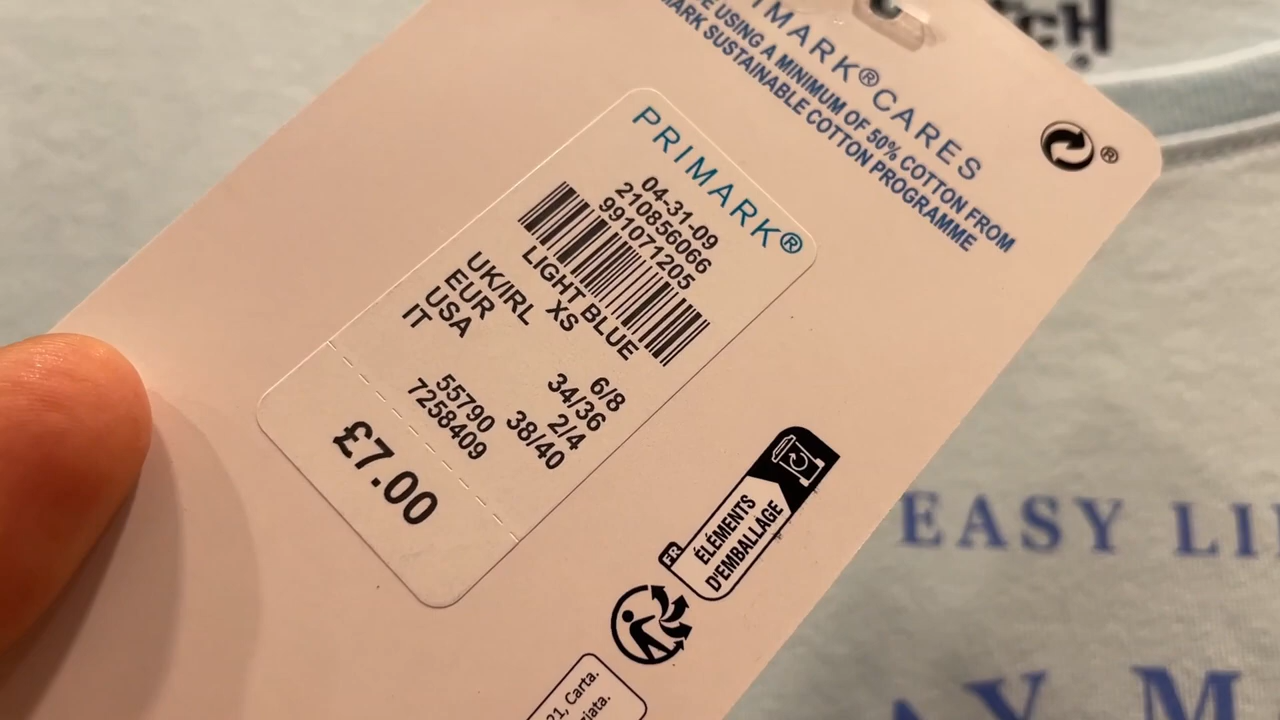 PRIMARK®CARES
USING A MINIMUM OF 50% COTTON FROM
SUSTAINABLE COTTON PROGRAMME
®
PRIMARK®
04-31-09
210856066
991071205
LIGHT BLUE
UK/IRL XS 6/8
EUR 34/36
USA 2/4
IT 38/40
55790
7258409
£7.00
FR
ÉLÉMENTS
D'EMBALLAGE
21, Carta.
EASY